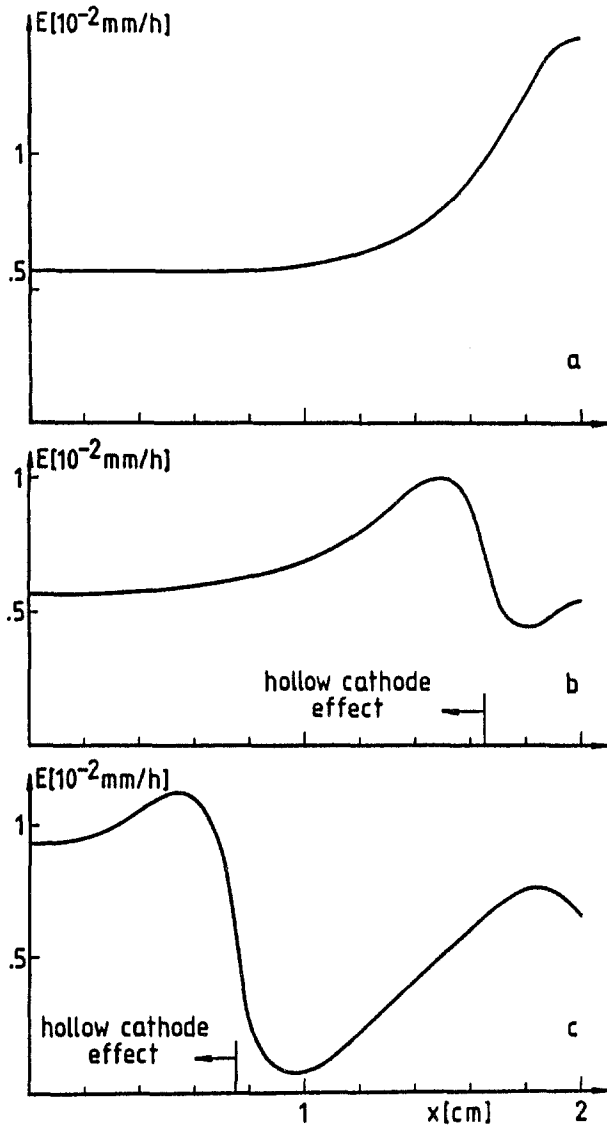 E[10⁻²mm/h]
1
.5
a
E[10⁻²mm/h]
1
.5
hollow cathode
effect
b
E[10⁻²mm/h]
1
.5
hollow cathode
effect
c
1
x[cm]
2